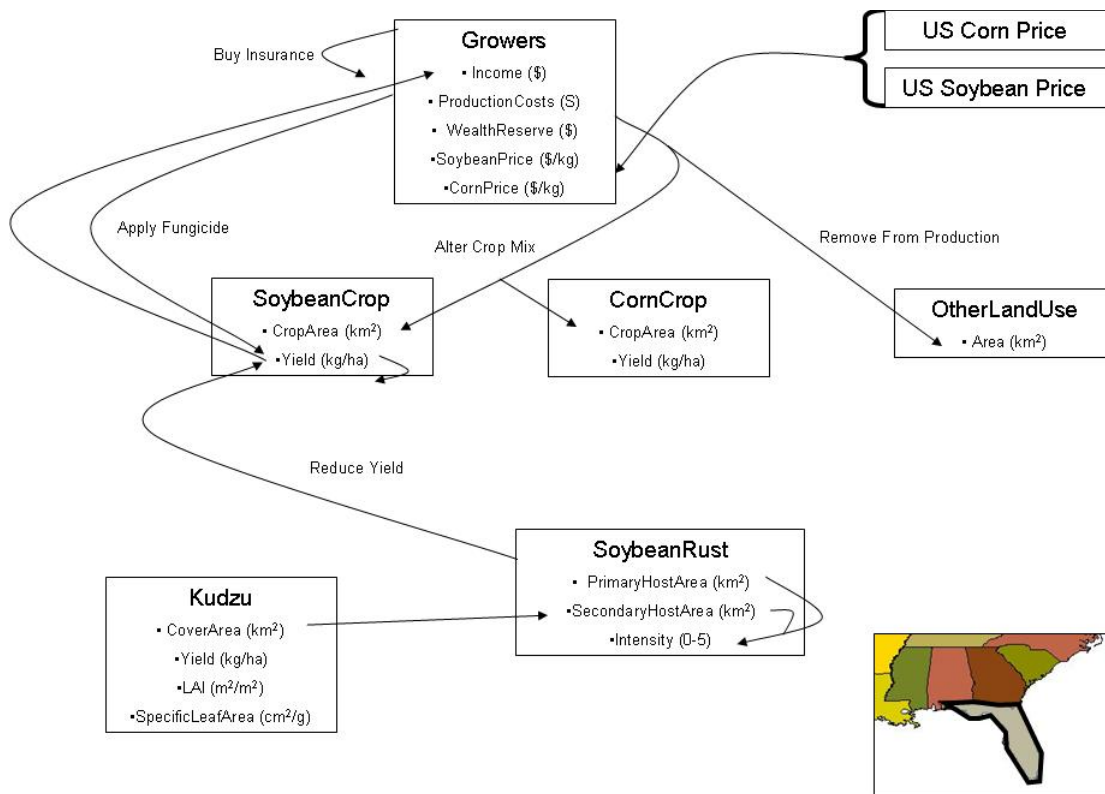 Growers
▪ Income ($)
▪ProductionCosts (S)
▪ WealthReserve ($)
▪SoybeanPrice ($/kg)
▪CornPrice ($/kg)
Buy Insurance
US Corn Price
US Soybean Price
Apply Fungicide
Alter Crop Mix
Remove From Production
SoybeanCrop
▪ CropArea (km²)
▪Yield (kg/ha)
CornCrop
▪ CropArea (km²)
▪Yield (kg/ha)
OtherLandUse
▪ Area (km²)
Reduce Yield
SoybeanRust
▪ PrimaryHostArea (km²)
▪SecondaryHostArea (km²)
▪Intensity (0-5)
Kudzu
▪ CoverArea (km²)
▪Yield (kg/ha)
▪LAI (m²/m²)
▪SpecificLeafArea (cm²/g)